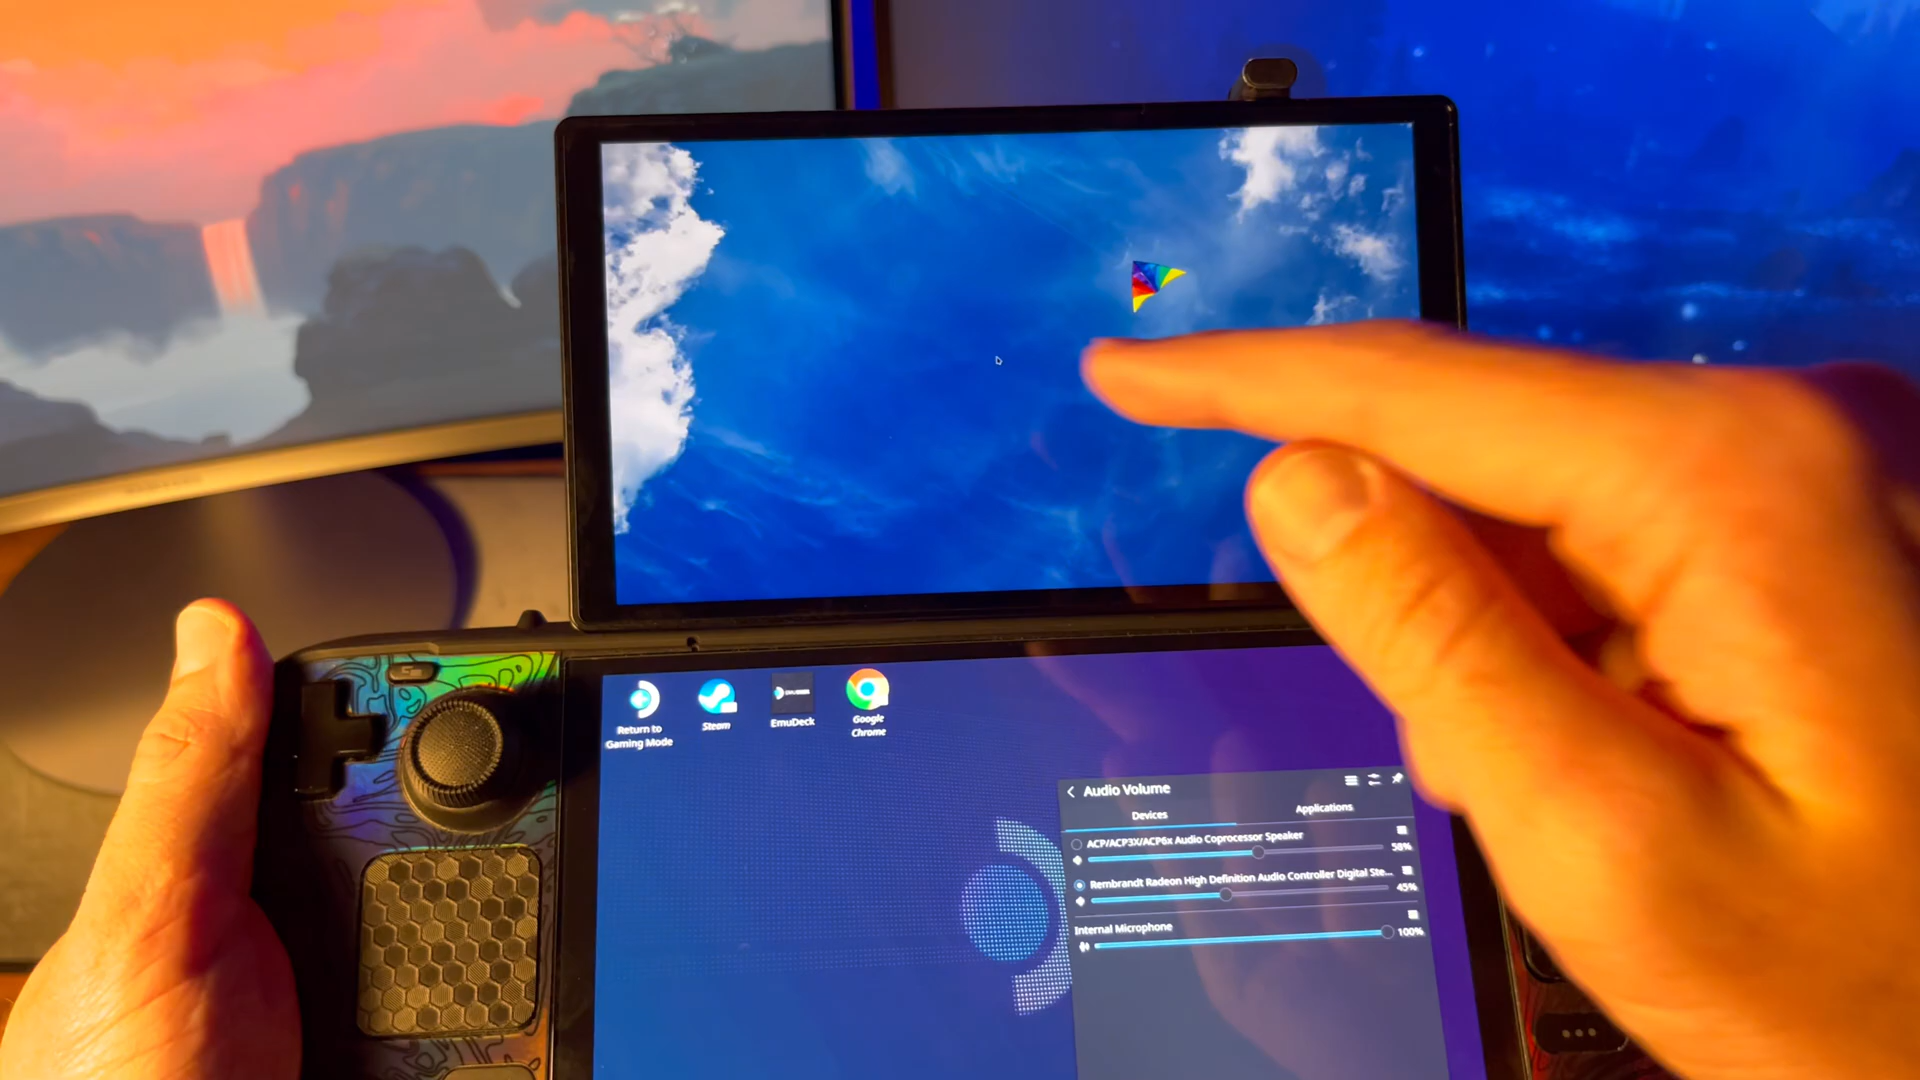 Return to
Gaming Mode
Steam
EmuDeck
Google
Chrome
Audio Volume
Devices
Applications
ACP/ACP3X/ACP6x Audio Coprocessor Speaker
58%
Rembrandt Radeon High Definition Audio Controller Digital Ste...
45%
Internal Microphone
100%